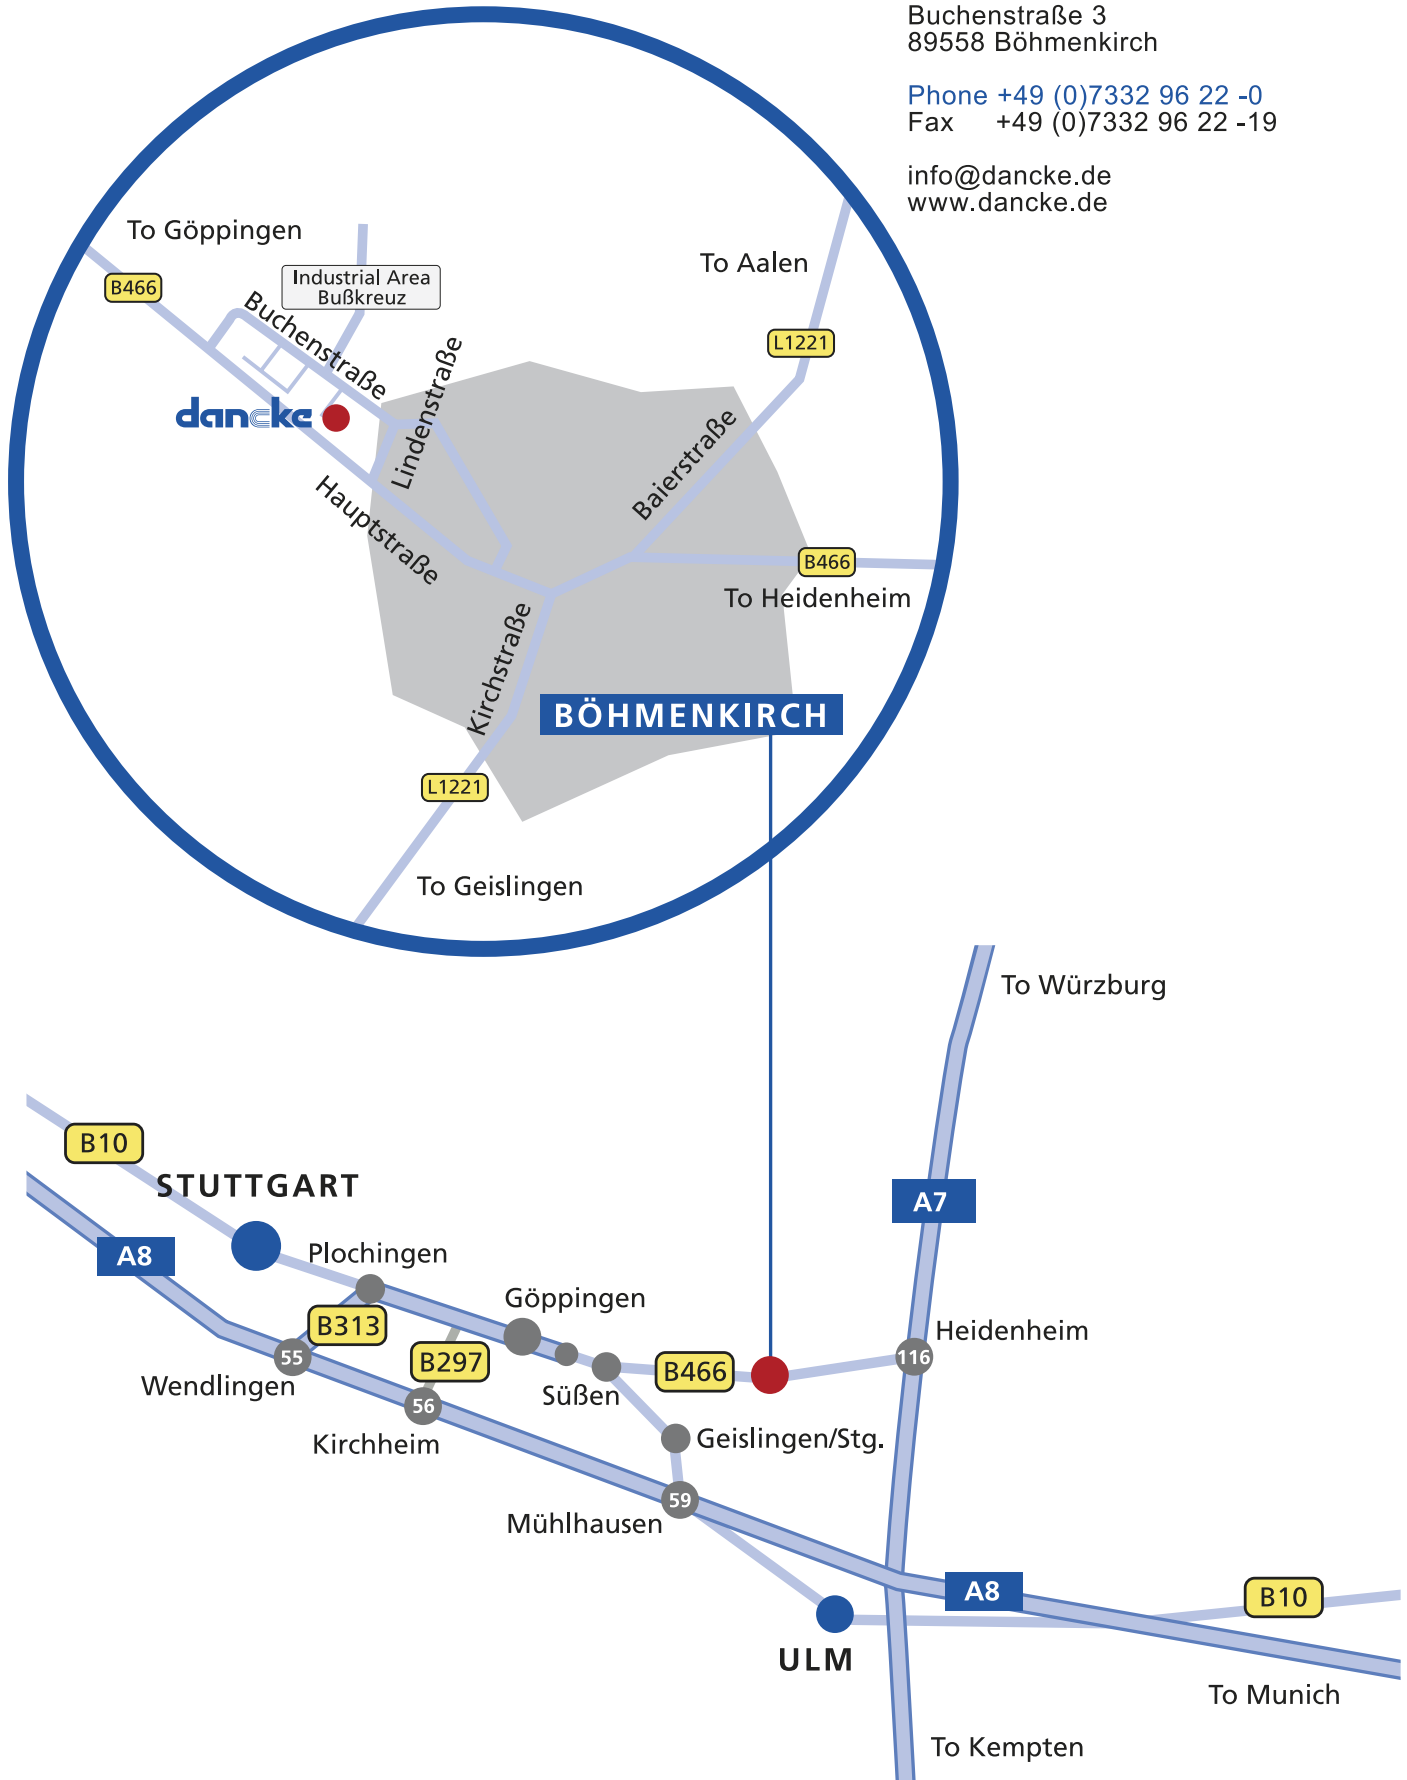 Buchenstraße 3
89558 Böhmenkirch
Phone +49 (0)7332 96 22 -0
Fax +49 (0)7332 96 22 -19
info@dancke.de
www.dancke.de
To Göppingen
B466
Industrial Area
Bußkreuz
To Aalen
L1221
Buchenstraße
Lindenstraße
dancke
Hauptstraße
Baierstraße
B466
To Heidenheim
Kirchstraße
BÖHMENKIRCH
L1221
To Geislingen
To Würzburg
B10
STUTTGART
A7
A8
Plochingen
Göppingen
B313
Heidenheim
55
B297
B466
116
Wendlingen
Süßen
56
Kirchheim
Geislingen/Stg.
59
Mühlhausen
A8
B10
ULM
To Munich
To Kempten